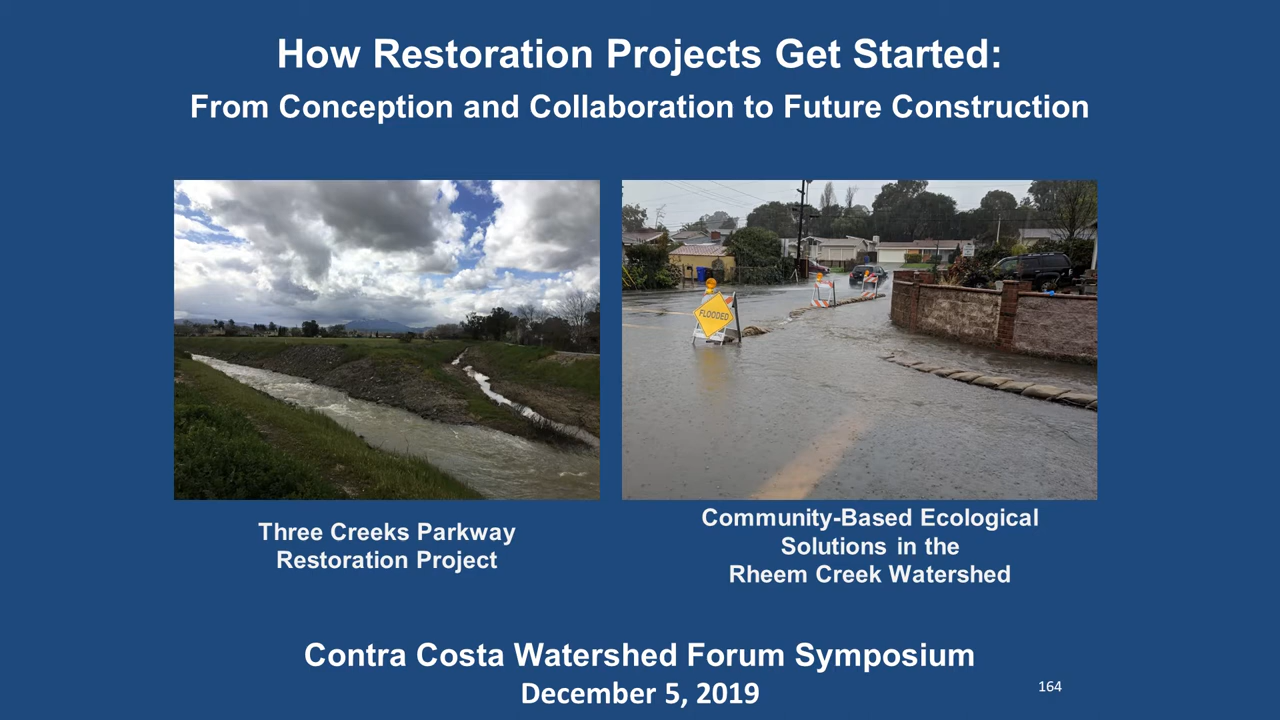 How Restoration Projects Get Started:
From Conception and Collaboration to Future Construction
FLOODED
Three Creeks Parkway
Restoration Project
Community-Based Ecological
Solutions in the
Rheem Creek Watershed
Contra Costa Watershed Forum Symposium
December 5, 2019
164